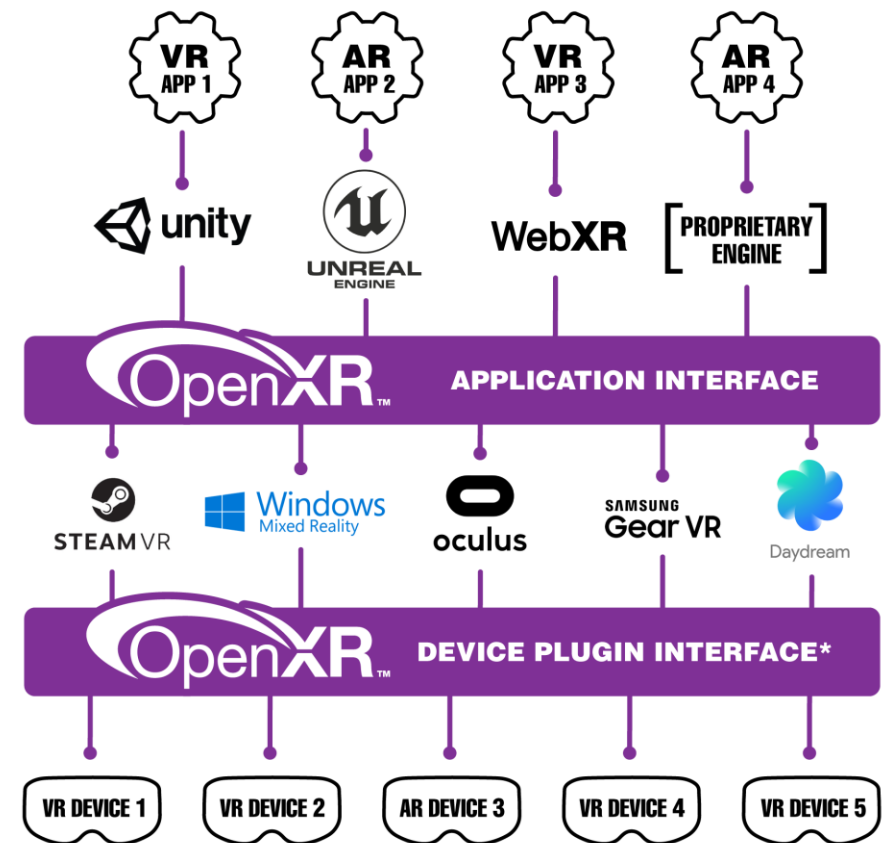 VR
APP 1
AR
APP 2
VR
APP 3
AR
APP 4
unity
UNREAL
ENGINE
WebXR
PROPRIETARY
ENGINE
OpenXR™ APPLICATION INTERFACE
STEAMVR
Windows
Mixed Reality
oculus
SAMSUNG
Gear VR
Daydream
OpenXR™ DEVICE PLUGIN INTERFACE*
VR DEVICE 1
VR DEVICE 2
AR DEVICE 3
VR DEVICE 4
VR DEVICE 5